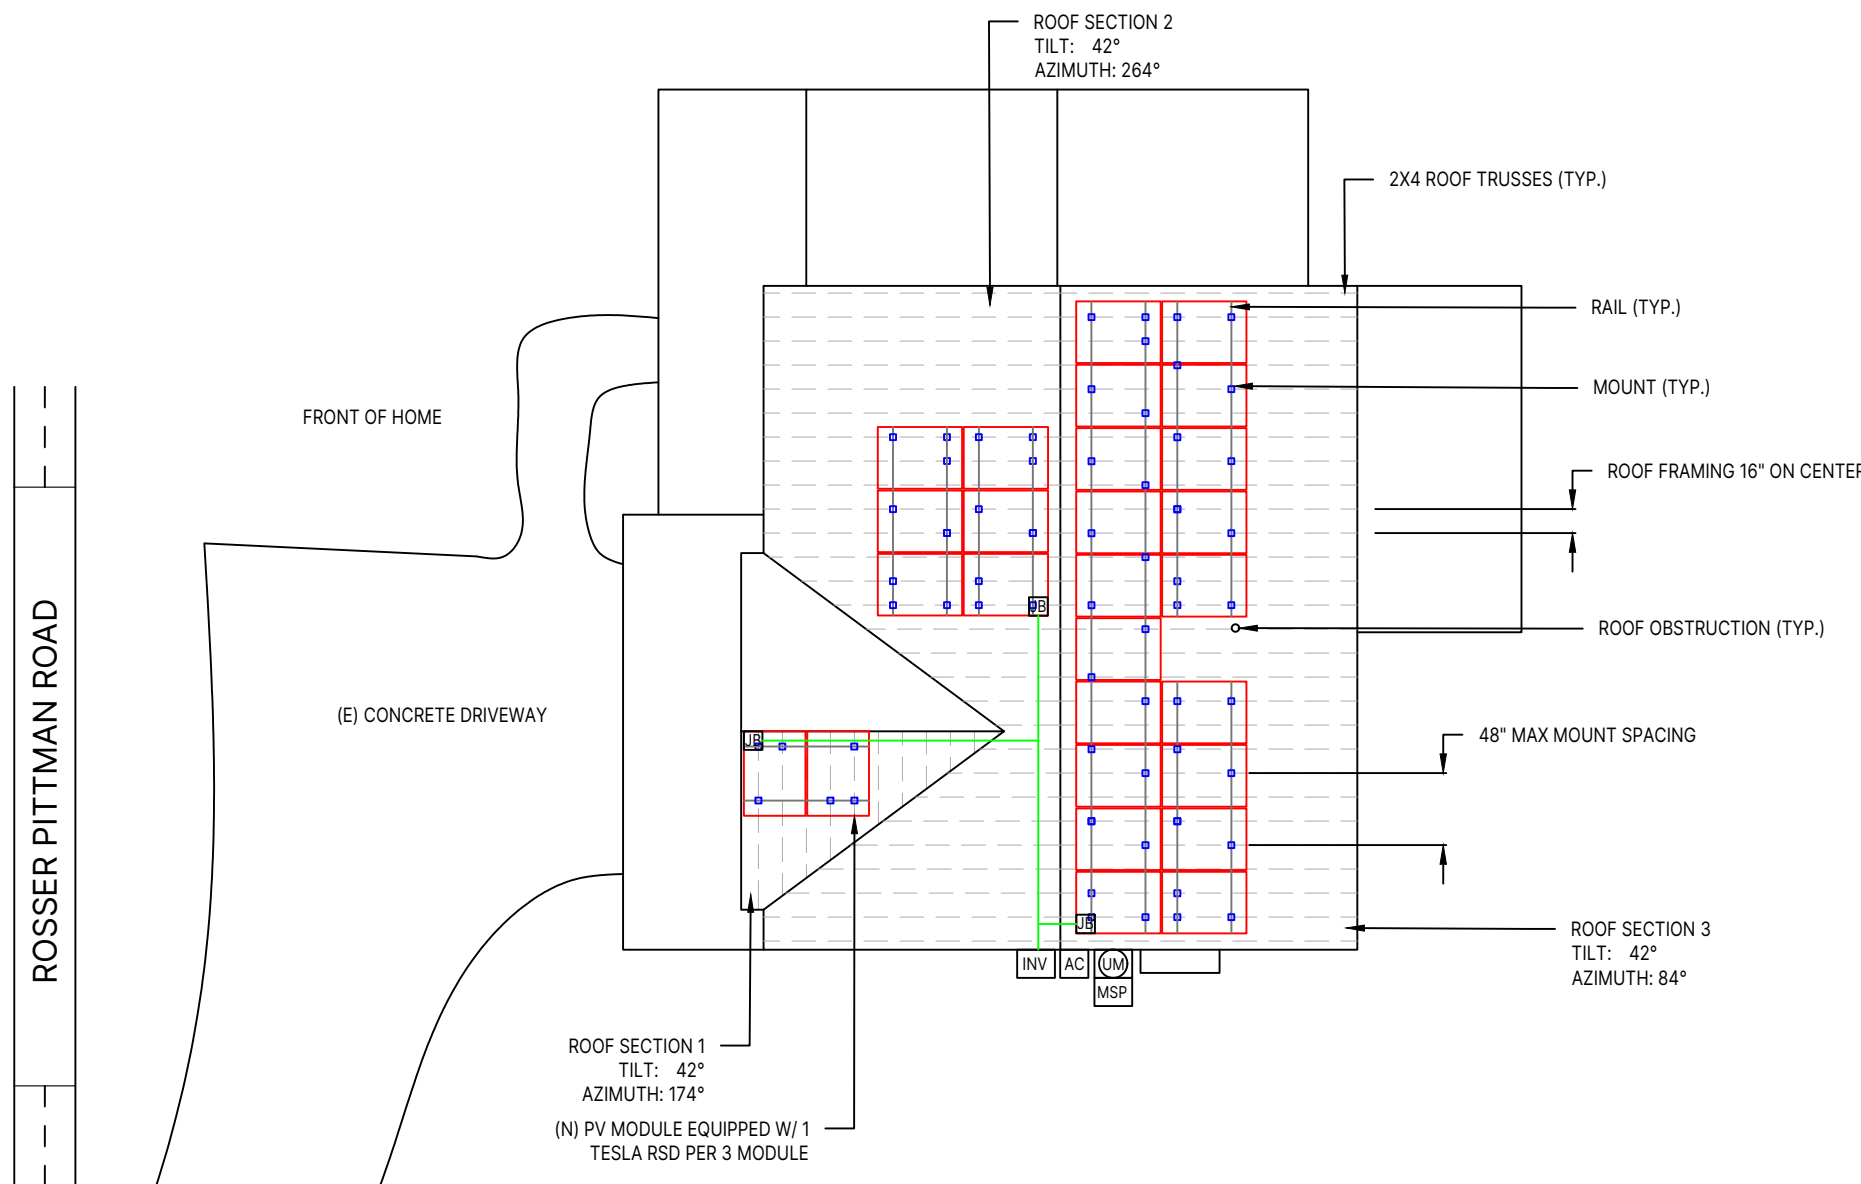 ROOF SECTION 2
TILT: 42°
AZIMUTH: 264°
2X4 ROOF TRUSSES (TYP.)
RAIL (TYP.)
MOUNT (TYP.)
FRONT OF HOME
ROOF FRAMING 16" ON CENTER
JB
ROOF OBSTRUCTION (TYP.)
ROSSER PITTMAN ROAD
(E) CONCRETE DRIVEWAY
JB
48" MAX MOUNT SPACING
JB
ROOF SECTION 3
TILT: 42°
AZIMUTH: 84°
INV
AC
UM
MSP
ROOF SECTION 1
TILT: 42°
AZIMUTH: 174°
(N) PV MODULE EQUIPPED W/ 1
TESLA RSD PER 3 MODULE